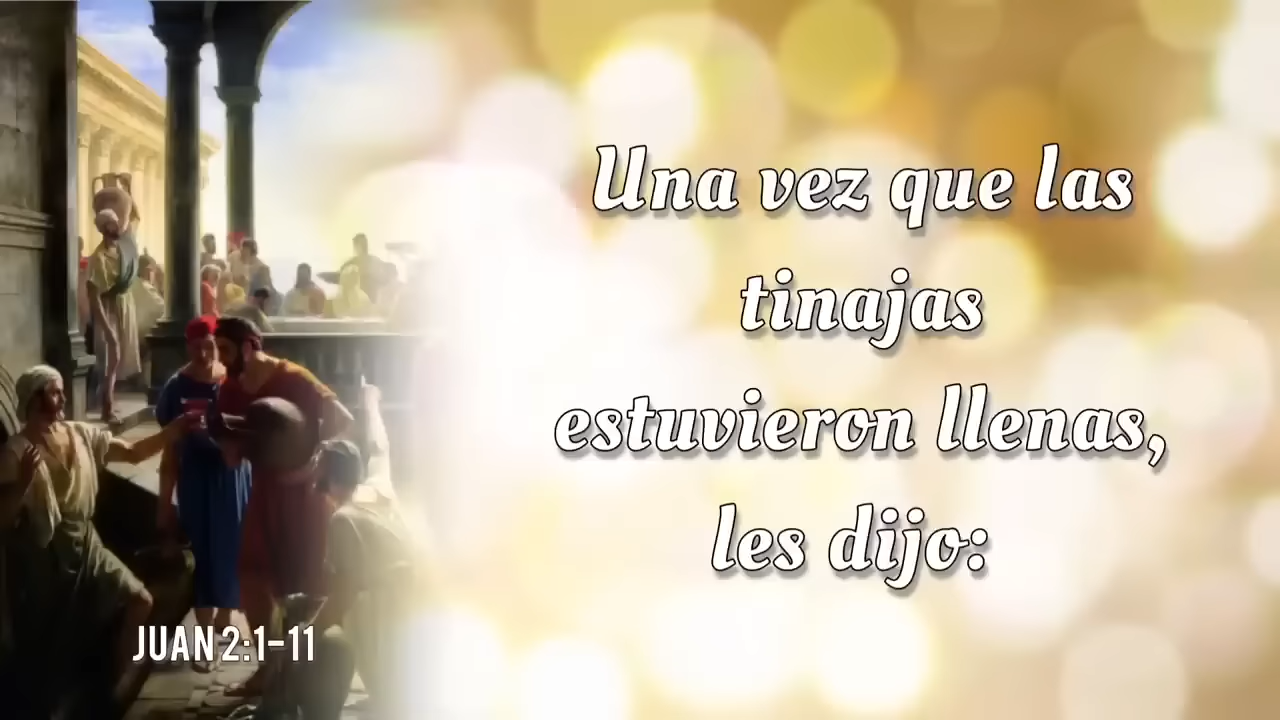 Una vez que las
tinajas
estuvieron llenas,
les dijo:
JUAN 2:1-11